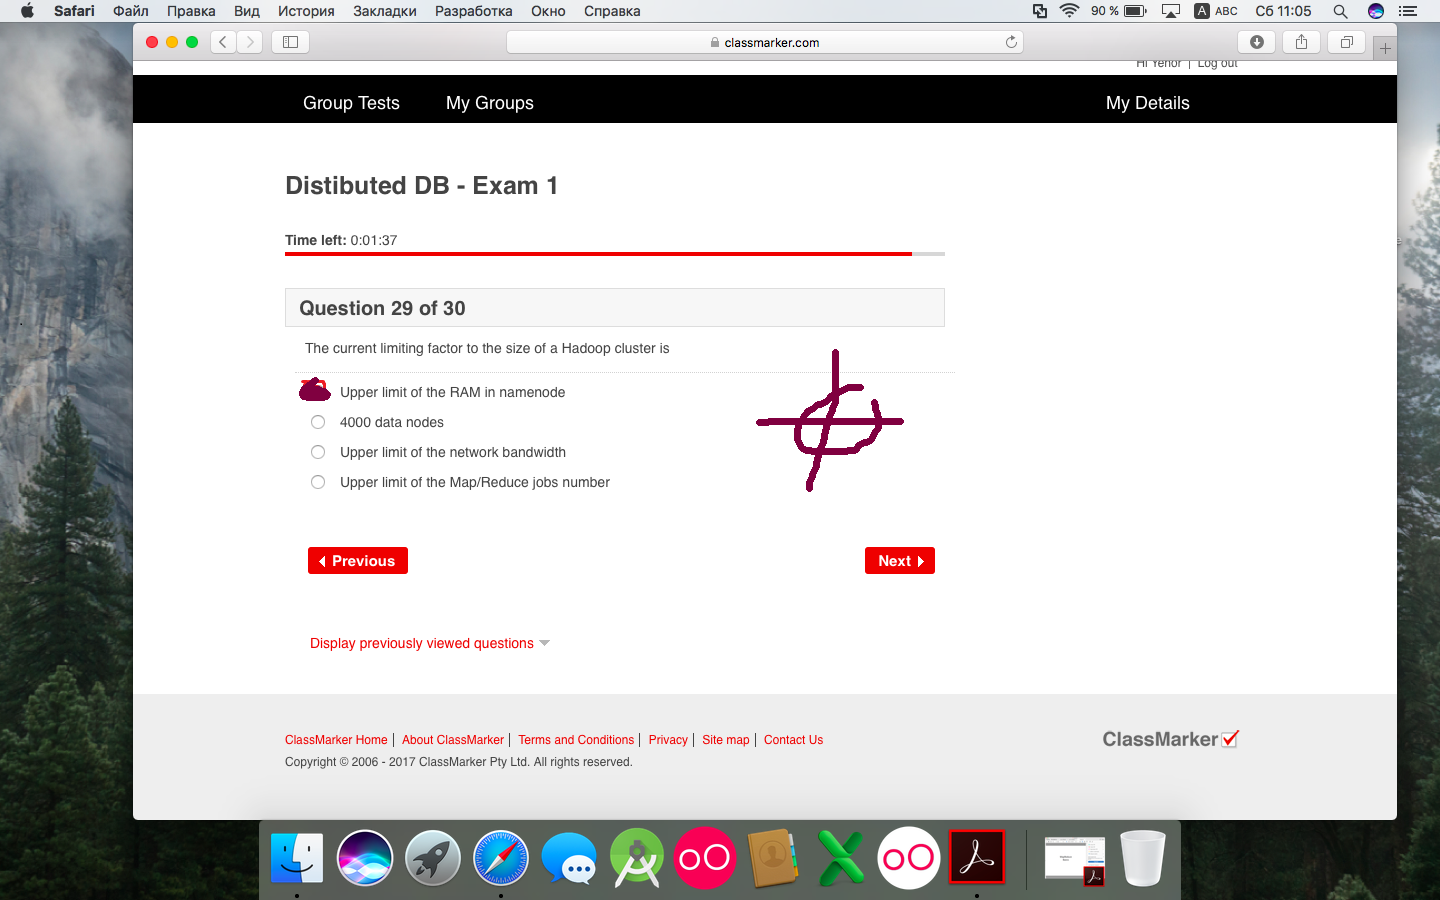 Safari Файл Правка Вид История Закладки Разработка Окно Справка 90 % A ABC Сб 11:05
classmarker.com
Hi Yenor | Log out
Group Tests My Groups My Details
Distibuted DB - Exam 1
Time left: 0:01:37
Question 29 of 30
The current limiting factor to the size of a Hadoop cluster is
Upper limit of the RAM in namenode
4000 data nodes
Upper limit of the network bandwidth
Upper limit of the Map/Reduce jobs number
Previous Next
Display previously viewed questions
ClassMarker Home | About ClassMarker | Terms and Conditions | Privacy | Site map | Contact Us
ClassMarker
Copyright © 2006 - 2017 ClassMarker Pty Ltd. All rights reserved.